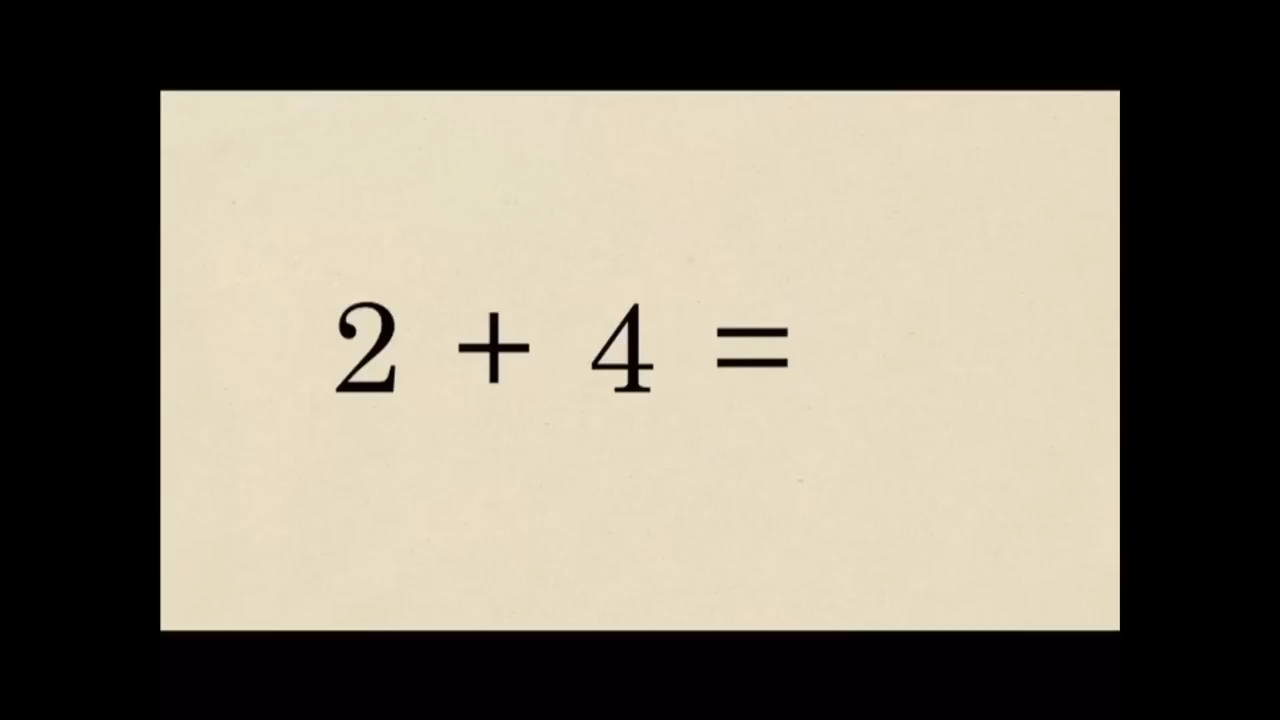 2 + 4 =